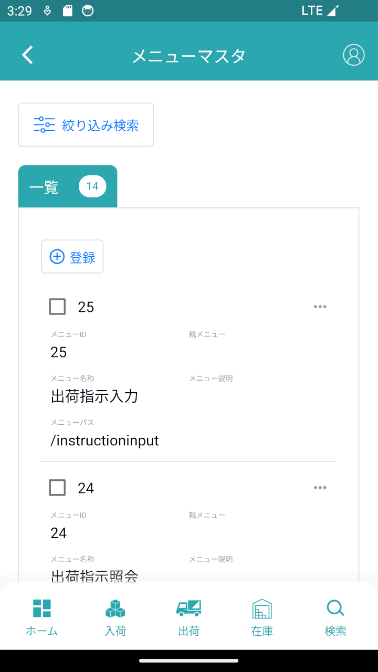 3:29 LTE
メニューマスタ
絞り込み検索
一覧 14
登録
25
メニューID 親メニュー
25
メニュー名称 メニュー説明
出荷指示入力
メニューパス
/instructioninput
24
メニューID 親メニュー
24
メニュー名称 メニュー説明
出荷指示照会
ホーム 入荷 出荷 在庫 検索